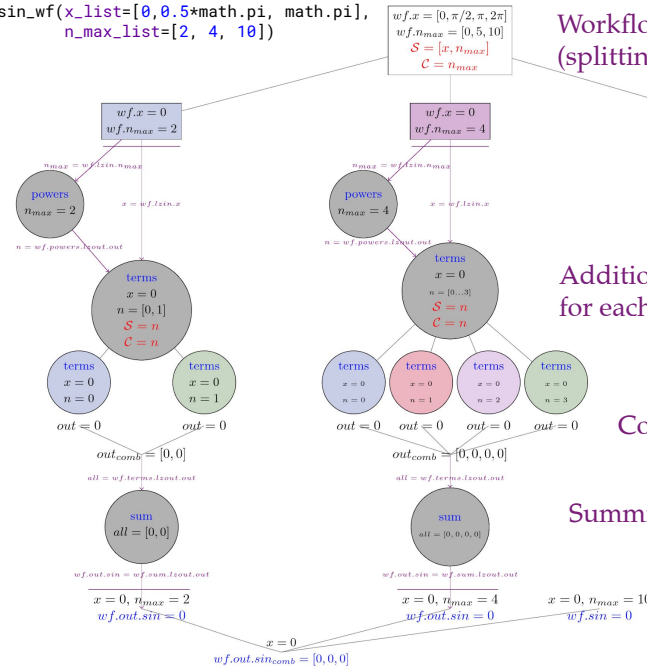 sin_wf(x_list=[0,0.5*math.pi, math.pi],
n_max_list=[2, 4, 10])
wf.x = [0, π/2, π, 2π]
wf.n_max = [0, 5, 10]
S = [x, n_max]
C = n_max
Workflo
(splittin
wf.x = 0
wf.n_max = 2
wf.x = 0
wf.n_max = 4
n_max = wf.lzin.n_max
n_max = wf.lzin.n_max
powers
n_max = 2
x = wf.lzin.x
powers
n_max = 4
x = wf.lzin.x
n = wf.powers.lzout.out
n = wf.powers.lzout.out
terms
x = 0
n = [0, 1]
S = n
C = n
terms
x = 0
n = [0...3]
S = n
C = n
Additio
for each
terms
x = 0
n = 0
terms
x = 0
n = 1
terms
x = 0
n = 0
terms
x = 0
n = 1
terms
x = 0
n = 2
terms
x = 0
n = 3
out = 0
out = 0
out = 0
out = 0
out = 0
out = 0
Co
out_comb = [0, 0]
out_comb = [0, 0, 0, 0]
all = wf.terms.lzout.out
all = wf.terms.lzout.out
sum
all = [0, 0]
sum
all = [0, 0, 0, 0]
Summ
wf.out.sin = wf.sum.lzout.out
wf.out.sin = wf.sum.lzout.out
x = 0, n_max = 2
wf.out.sin = 0
x = 0, n_max = 4
wf.out.sin = 0
x = 0, n_max = 10
wf.sin = 0
x = 0
wf.out.sin_comb = [0, 0, 0]